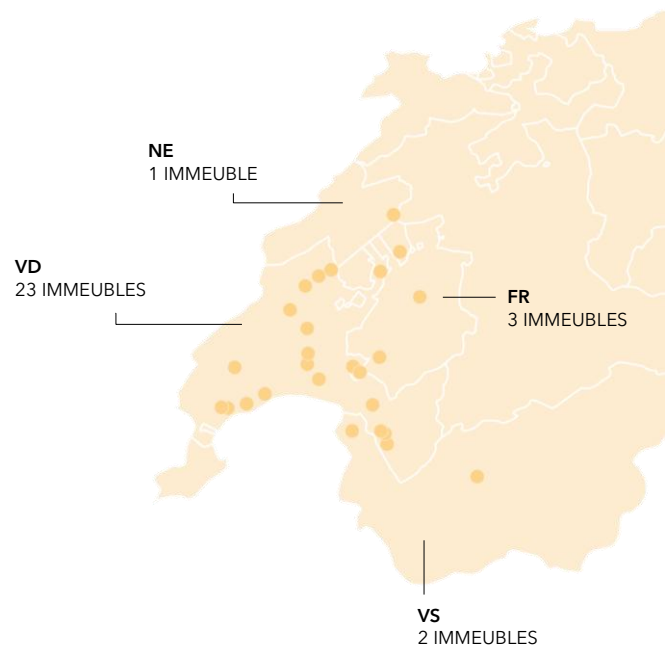 NE
1 IMMEUBLE
VD
23 IMMEUBLES
FR
3 IMMEUBLES
VS
2 IMMEUBLES